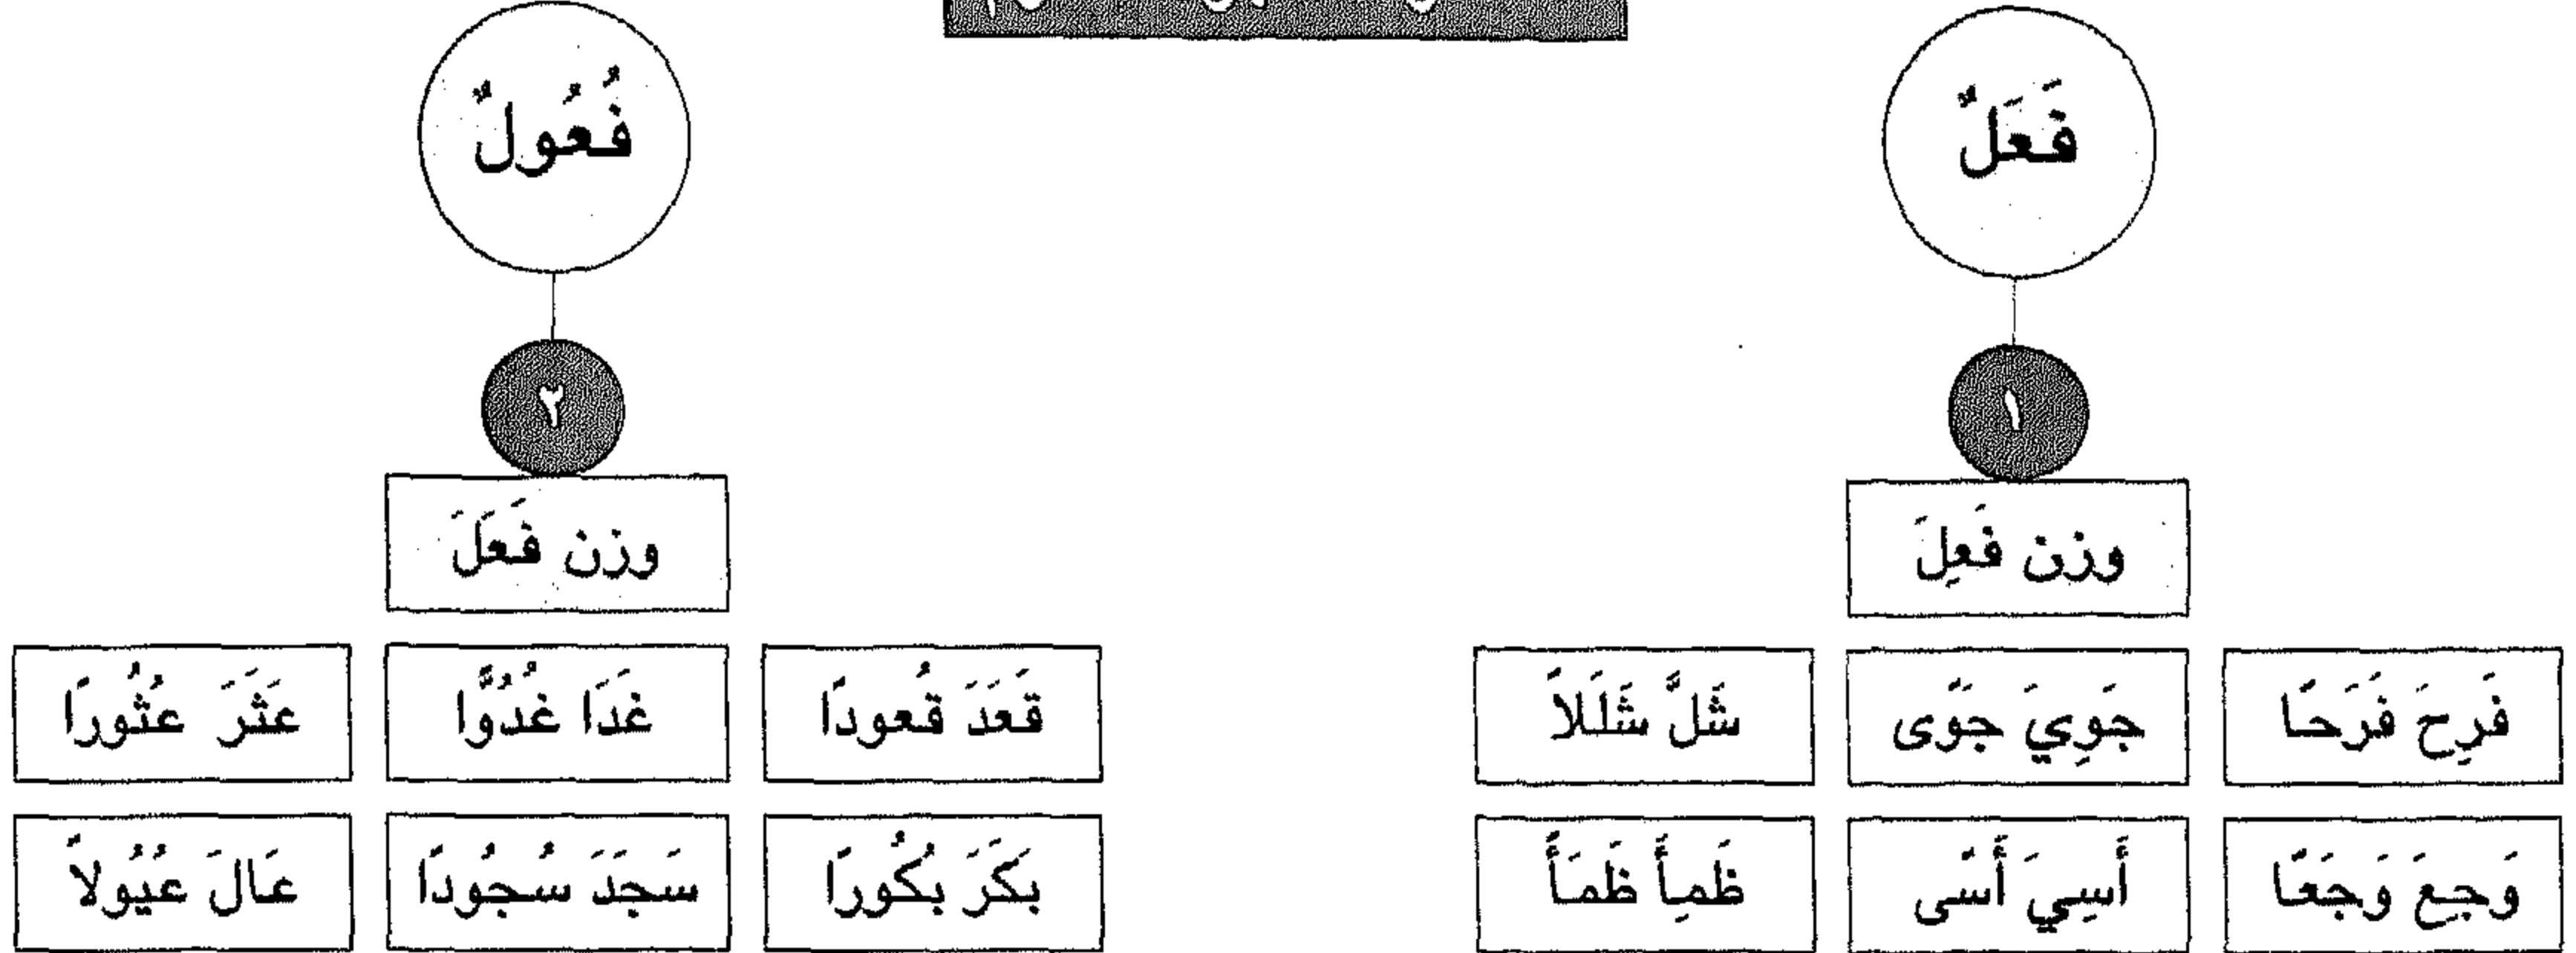 فَعَلٌ
فُعُولٌ
١
٢
وزن فَعِلَ
وزن فَعَلَ
فَرِحَ فَرَحًا
جَوِيَ جَوًى
شَلَّ شَلَلاً
قَعَدَ قُعودًا
غَدَا غُدُوًّا
عَثَرَ عُثُورًا
وَجِعَ وَجَعًا
أَسِيَ أَسًى
ظَمِأَ ظَمَأً
بَكَرَ بُكُورًا
سَجَدَ سُجُودًا
عَالَ عُيُولاً